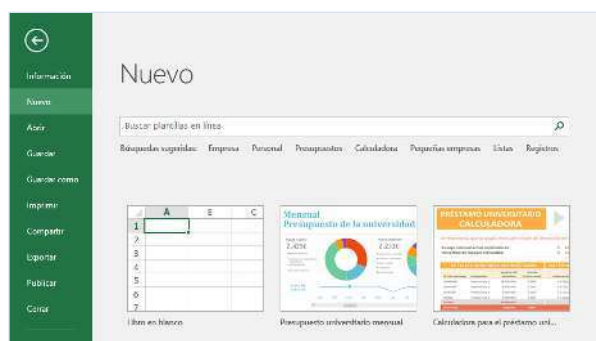 Información
Nuevo
Abrir
Guardar
Guardar como
Imprimir
Compartir
Exportar
Publicar
Cerrar
Nuevo
Buscar plantillas en línea
Búsquedas sugeridas: Empresa Personal Presupuestos Calculadora Pequeñas empresas Listas Registros
A B C
1
2
3
4
5
6
7
Libro en blanco
Mensual
Presupuesto de la universidad
Presupuesto universitario mensual
PRÉSTAMO UNIVERSITARIO
CALCULADORA
Calculadora para el préstamo uni...